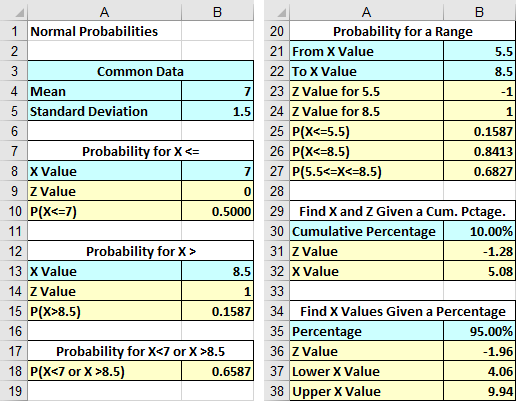 A B
1 Normal Probabilities
2
3 Common Data
4 Mean 7
5 Standard Deviation 1.5
6
7 Probability for X <=
8 X Value 7
9 Z Value 0
10 P(X<=7) 0.5000
11
12 Probability for X >
13 X Value 8.5
14 Z Value 1
15 P(X>8.5) 0.1587
16
17 Probability for X<7 or X >8.5
18 P(X<7 or X >8.5) 0.6587
19
A B
20 Probability for a Range
21 From X Value 5.5
22 To X Value 8.5
23 Z Value for 5.5 -1
24 Z Value for 8.5 1
25 P(X<=5.5) 0.1587
26 P(X<=8.5) 0.8413
27 P(5.5<=X<=8.5) 0.6827
28
29 Find X and Z Given a Cum. Pctage.
30 Cumulative Percentage 10.00%
31 Z Value -1.28
32 X Value 5.08
33
34 Find X Values Given a Percentage
35 Percentage 95.00%
36 Z Value -1.96
37 Lower X Value 4.06
38 Upper X Value 9.94